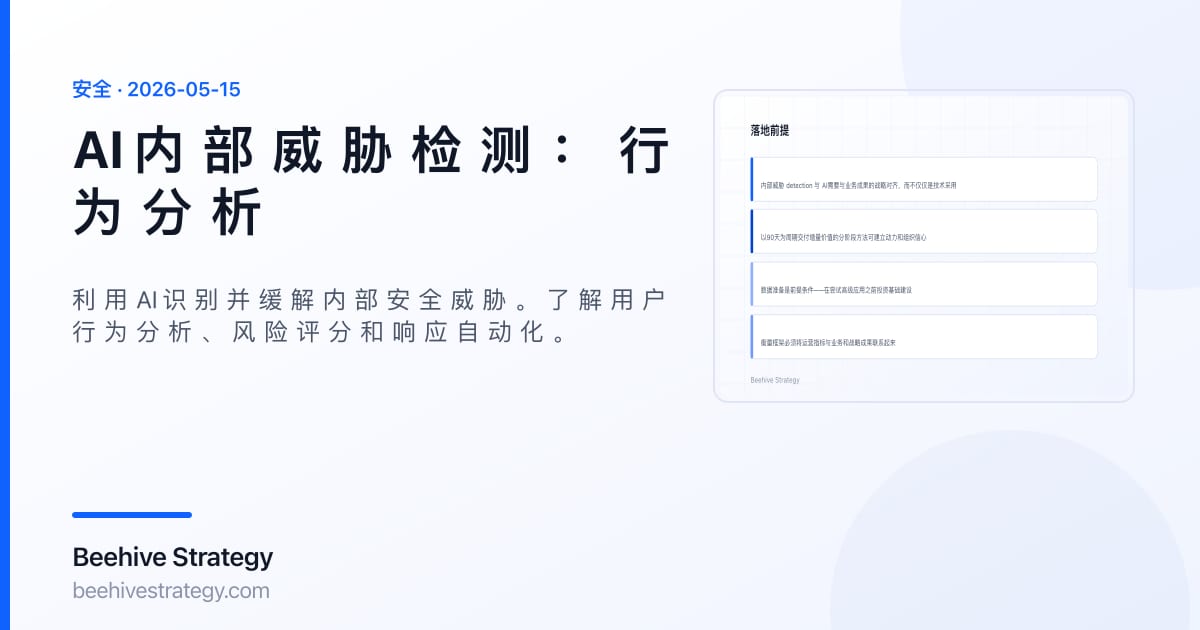 安全 · 2026-05-15
AI内部威胁检测：行
为分析
利用AI识别并缓解内部安全威胁。了解用户
行为分析、风险评分和响应自动化。
落地前提
内部威胁 detection 与 AI需要与业务成果的战略对齐，而不仅仅是技术采用
以90天为周期交付增量价值的分阶段方法可建立动力和组织信心
数据准备是前提条件——在尝试高级应用之前投资基础建设
衡量框架必须将运营指标与业务和战略成果联系起来
Beehive Strategy
Beehive Strategy
beehivestrategy.com